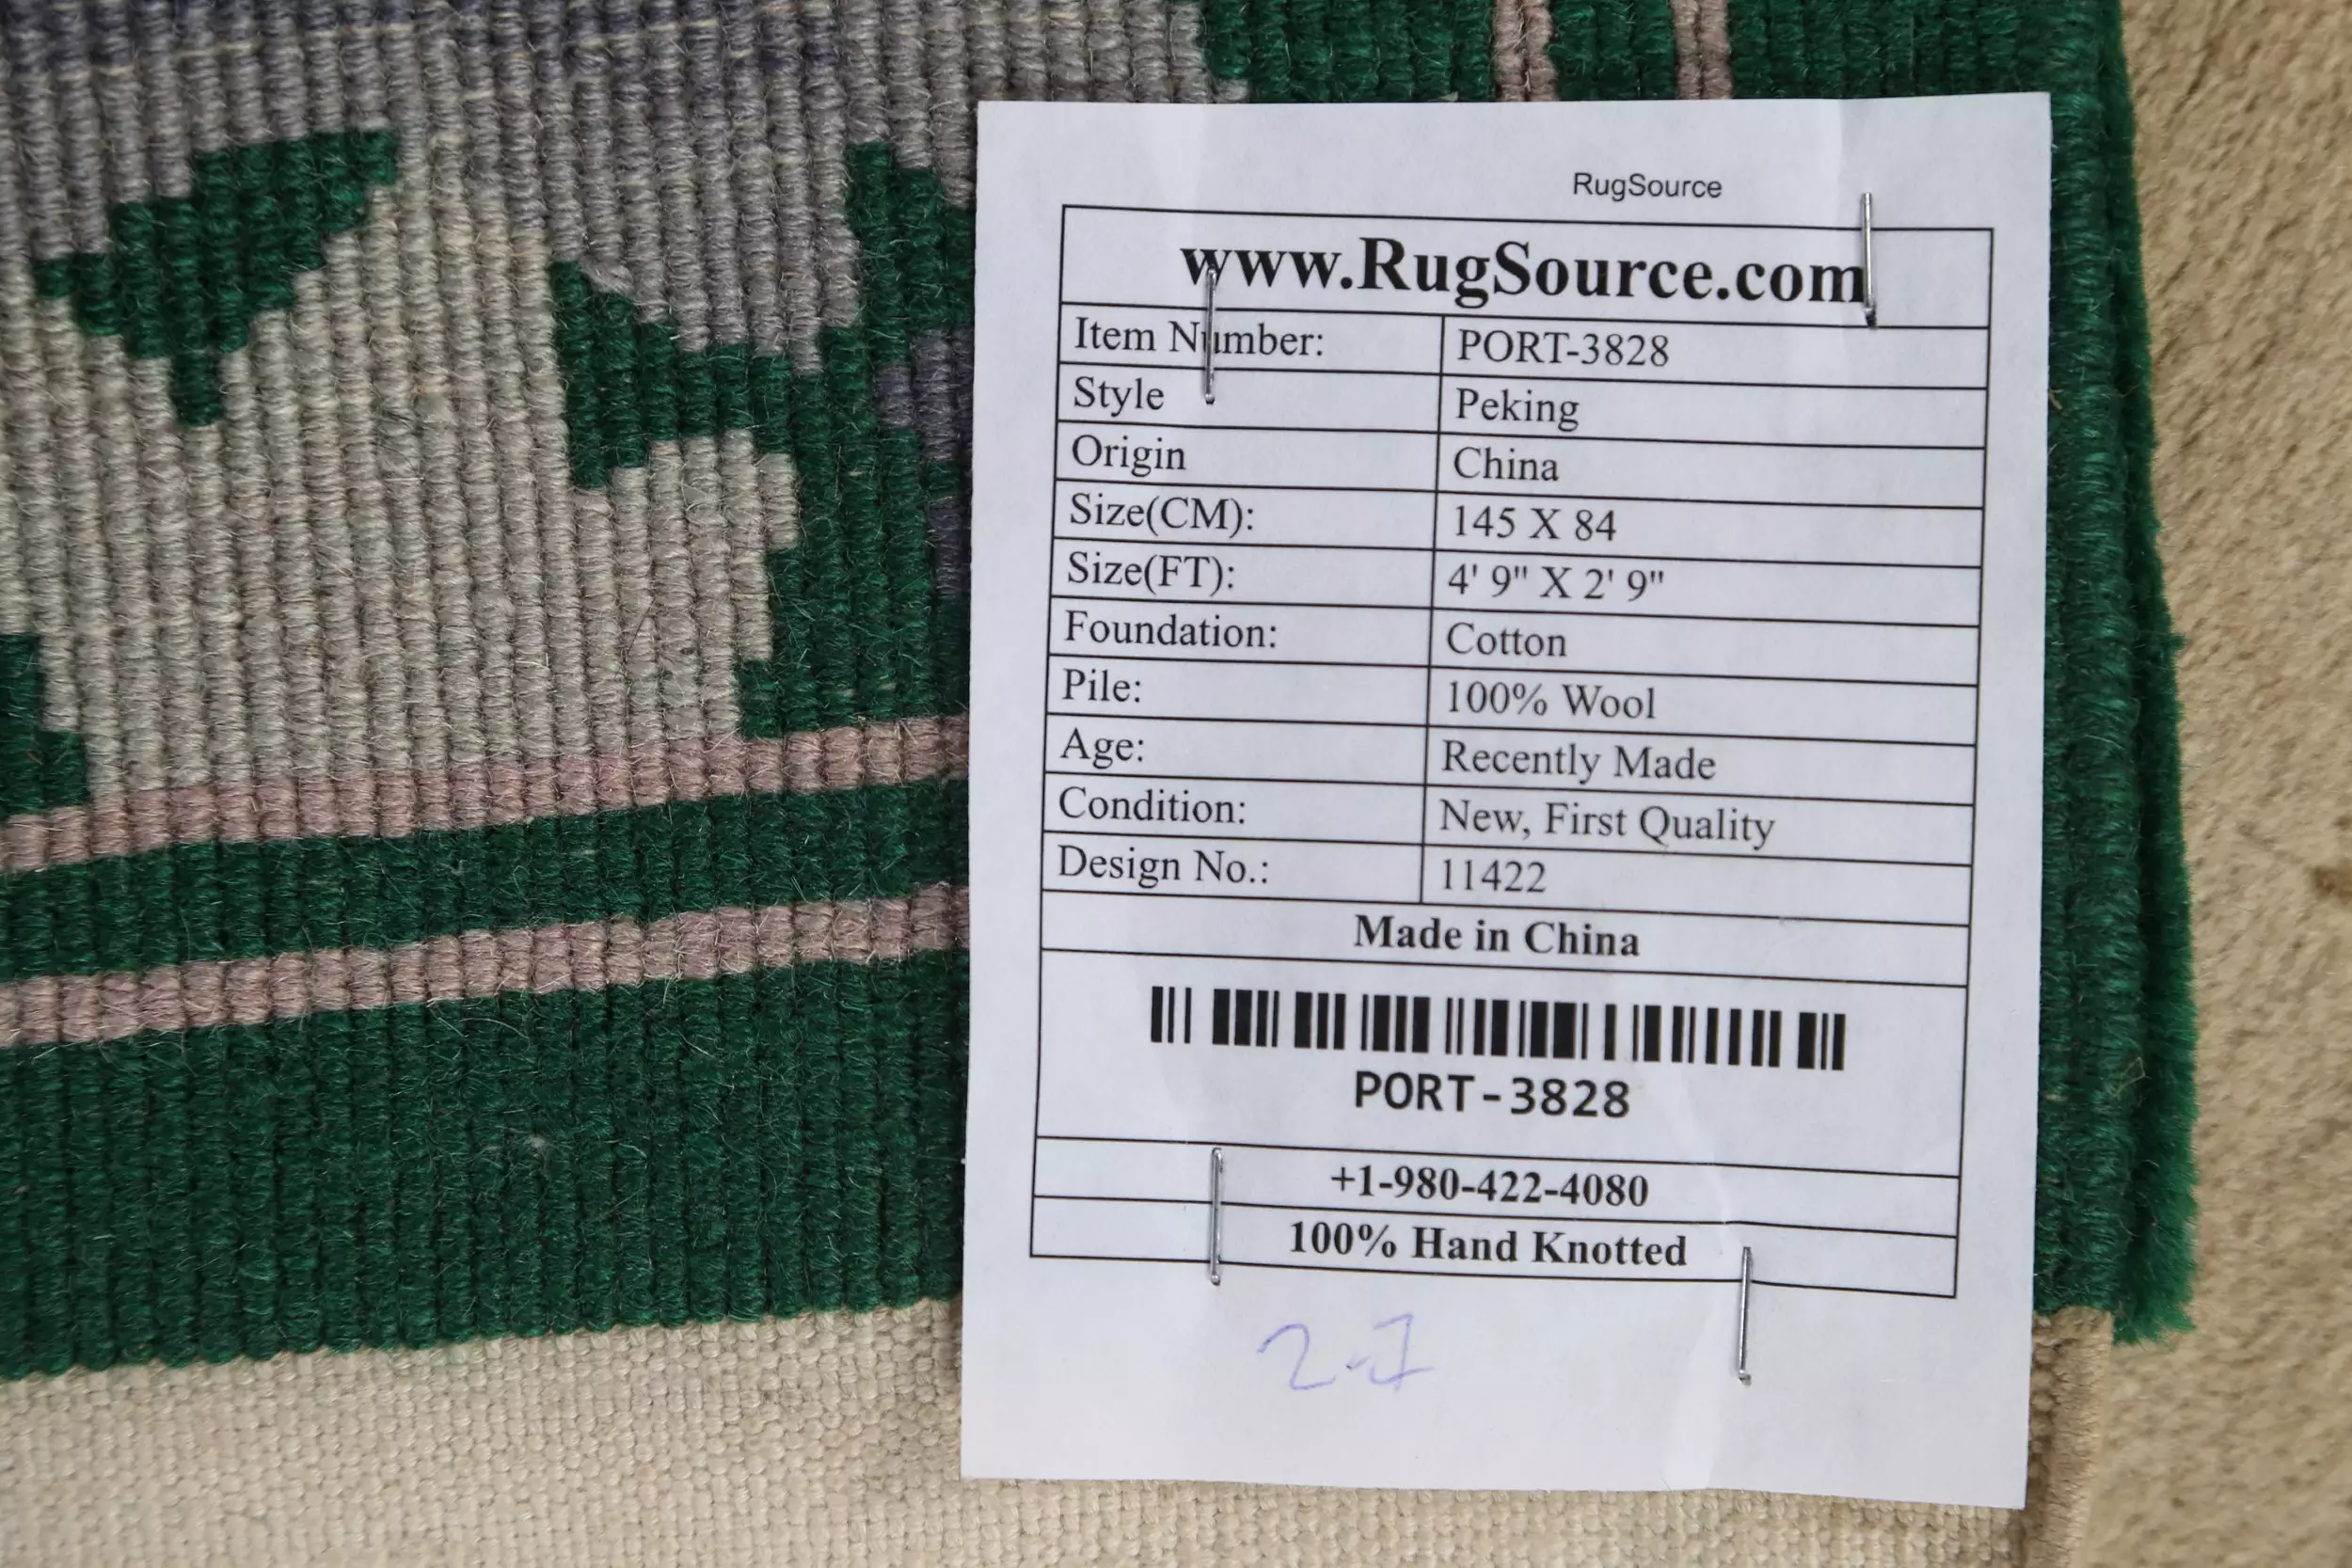 RugSource
www.RugSource.com
Item Number: PORT-3828
Style Peking
Origin China
Size(CM): 145 X 84
Size(FT): 4' 9" X 2' 9"
Foundation: Cotton
Pile: 100% Wool
Age: Recently Made
Condition: New, First Quality
Design No.: 11422
Made in China
PORT-3828
+1-980-422-4080
100% Hand Knotted
2-7